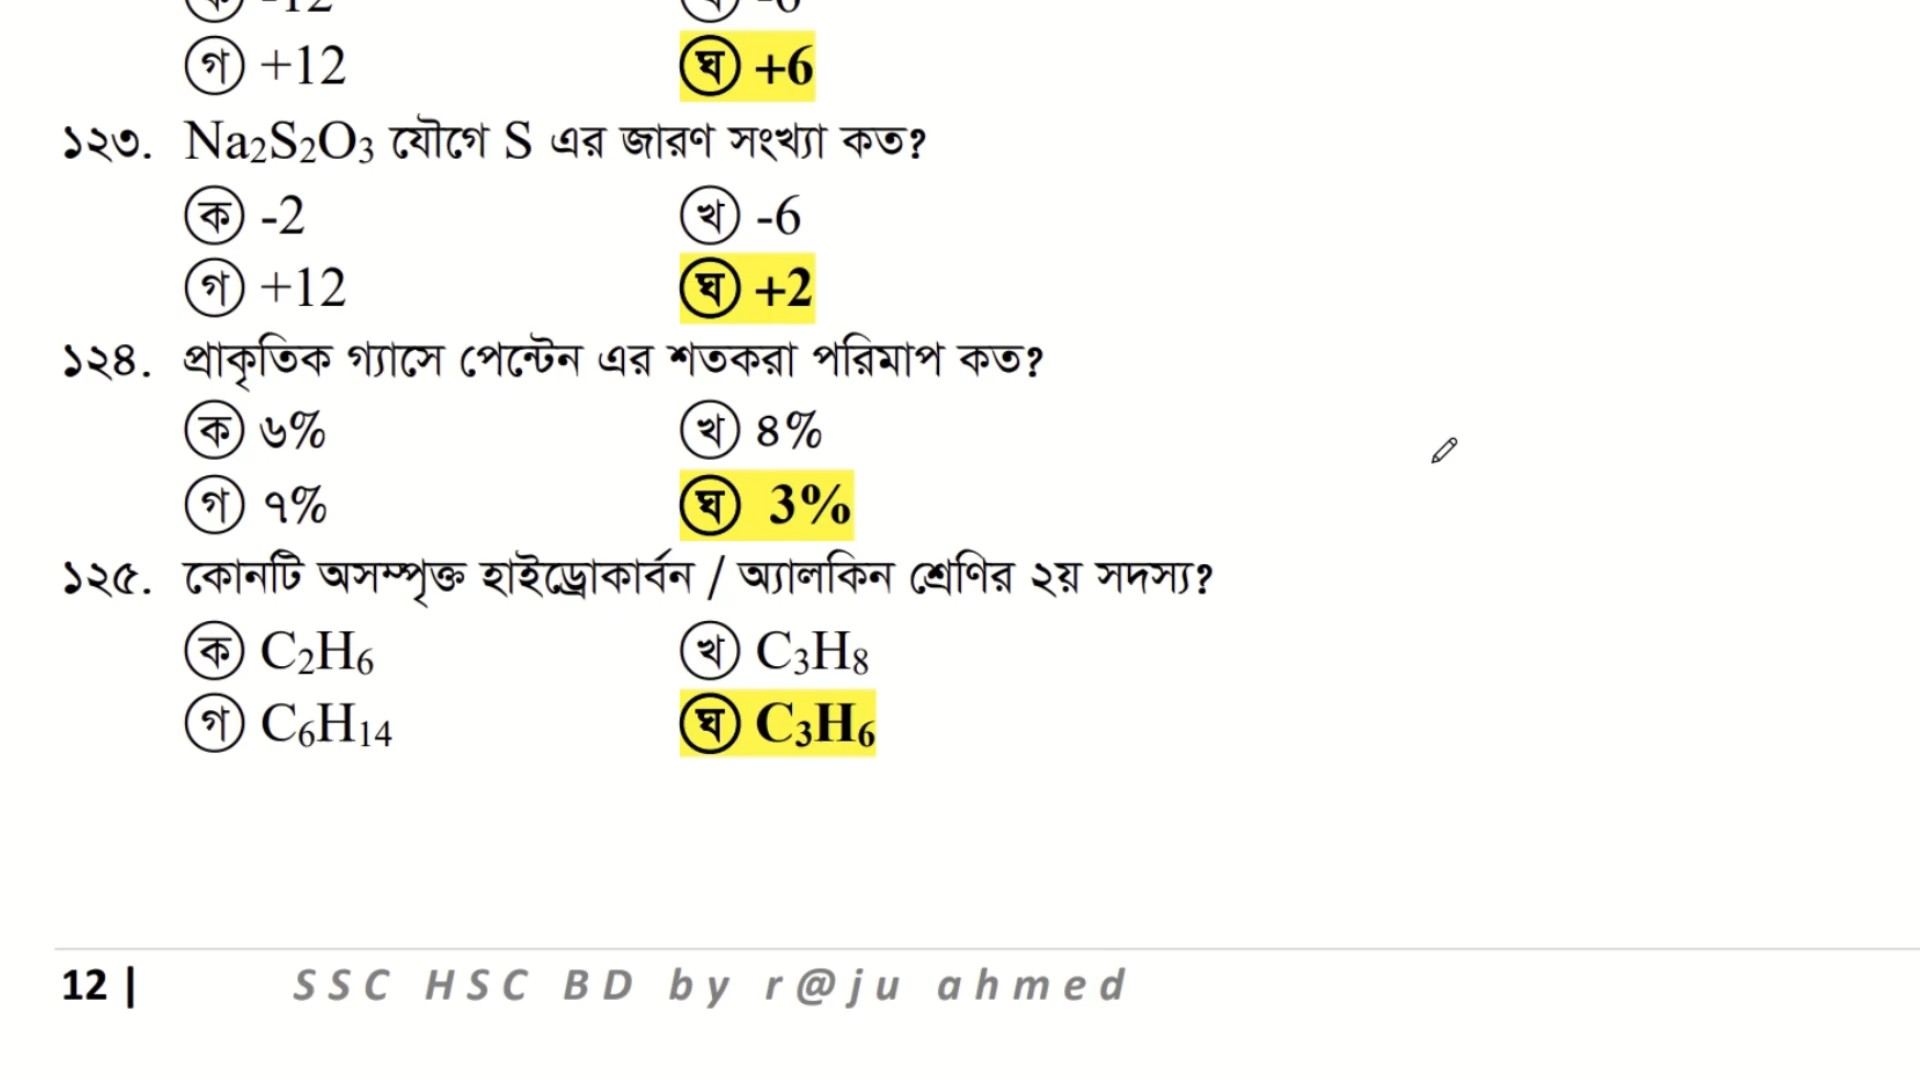 ক -12 খ -6
গ +12 ঘ +6
১২৩. Na₂S₂O₃ যৌগে S এর জারণ সংখ্যা কত?
ক -2 খ -6
গ +12 ঘ +2
১২৪. প্রাকৃতিক গ্যাসে পেন্টেন এর শতকরা পরিমাপ কত?
ক ৬% খ ৪%
গ ৭% ঘ 3%
১২৫. কোনটি অসম্পৃক্ত হাইড্রোকার্বন / অ্যালকিন শ্রেণির ২য় সদস্য?
ক C₂H₆ খ C₃H₈
গ C₆H₁₄ ঘ C₃H₆
12 | SSC HSC BD by r@ju ahmed